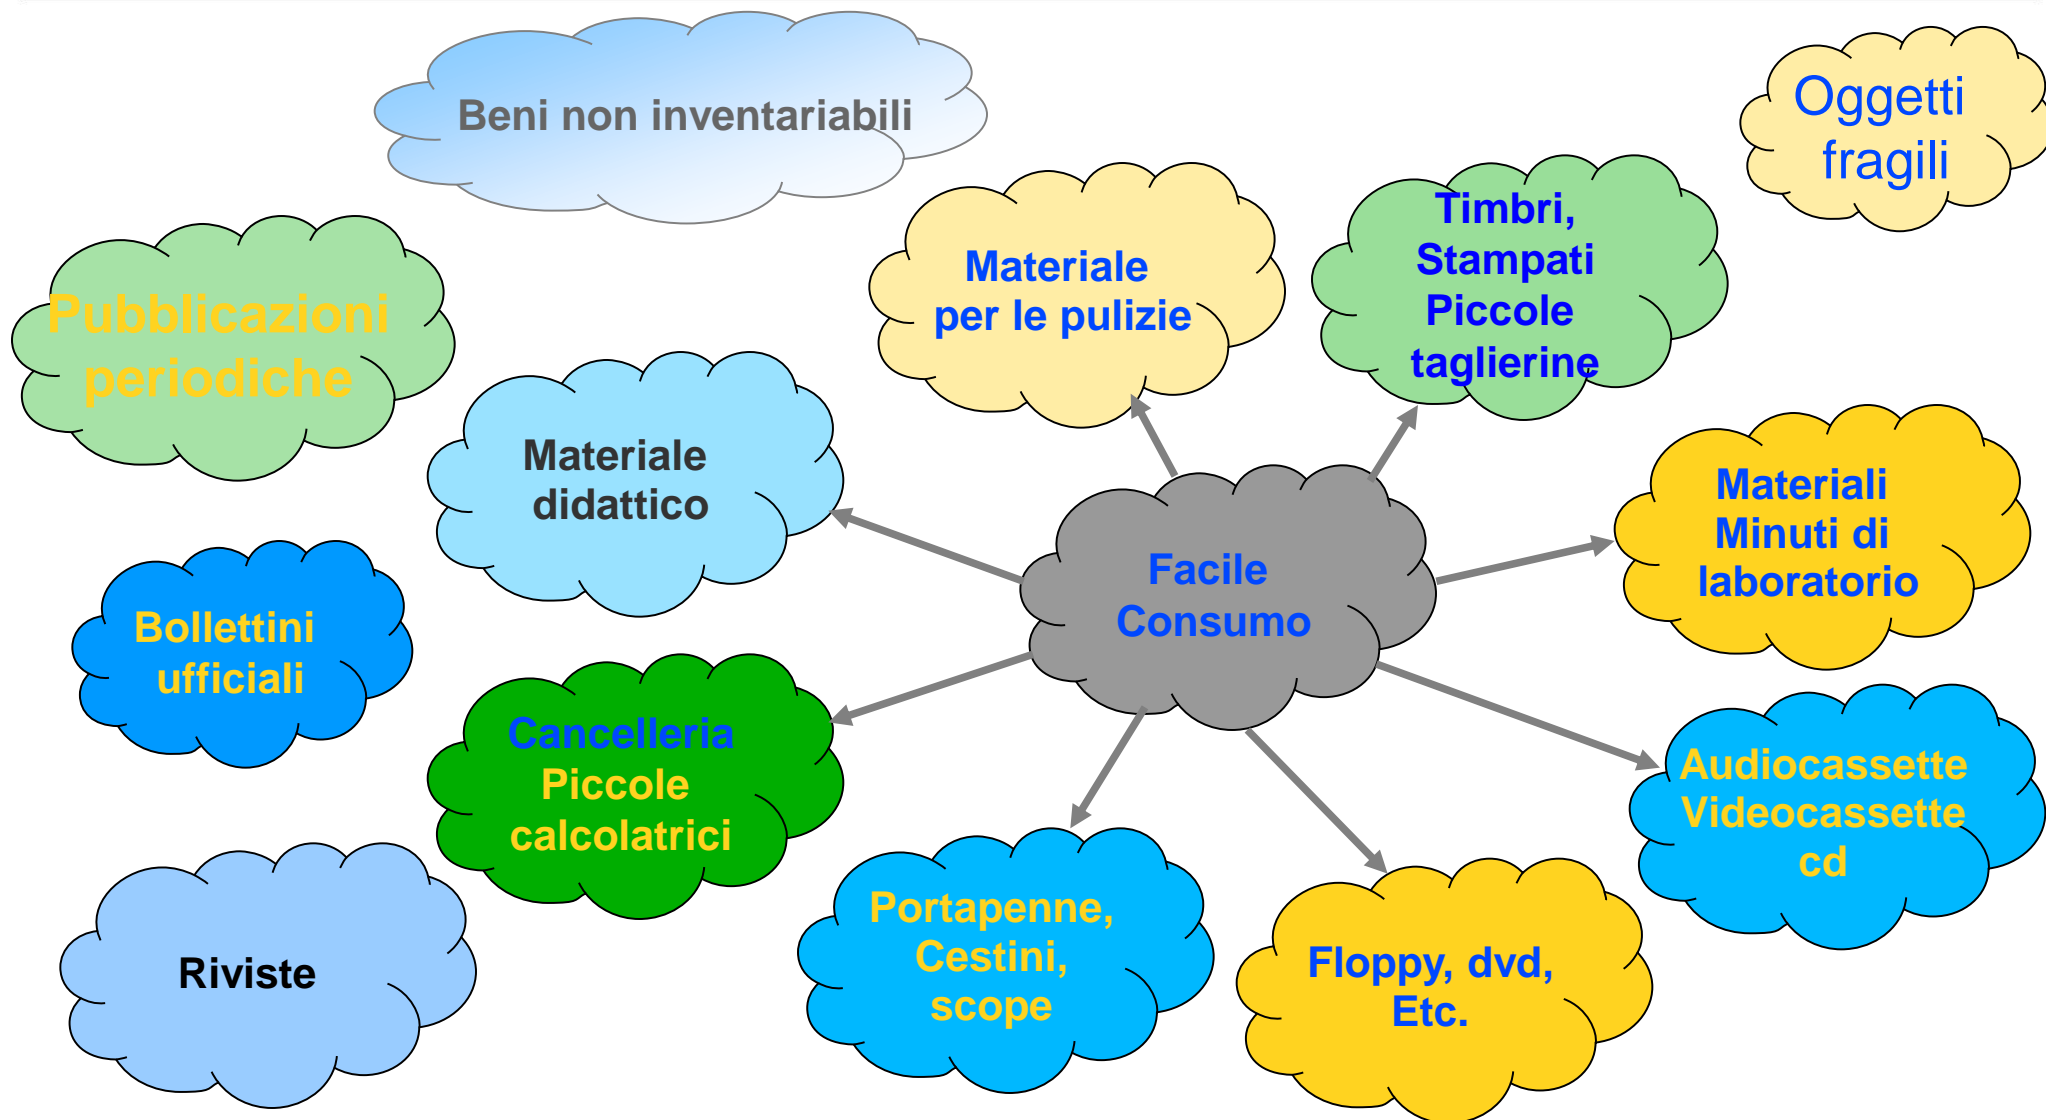 Beni non inventariabili
Oggetti
fragili
Pubblicazioni
periodiche
Materiale
per le pulizie
Timbri,
Stampati
Piccole
taglierine
Materiale
didattico
Materiali
Minuti di
laboratorio
Facile
Consumo
Bollettini
ufficiali
Cancelleria
Piccole
calcolatrici
Audiocassette
Videocassette
cd
Riviste
Portapenne,
Cestini,
scope
Floppy, dvd,
Etc.